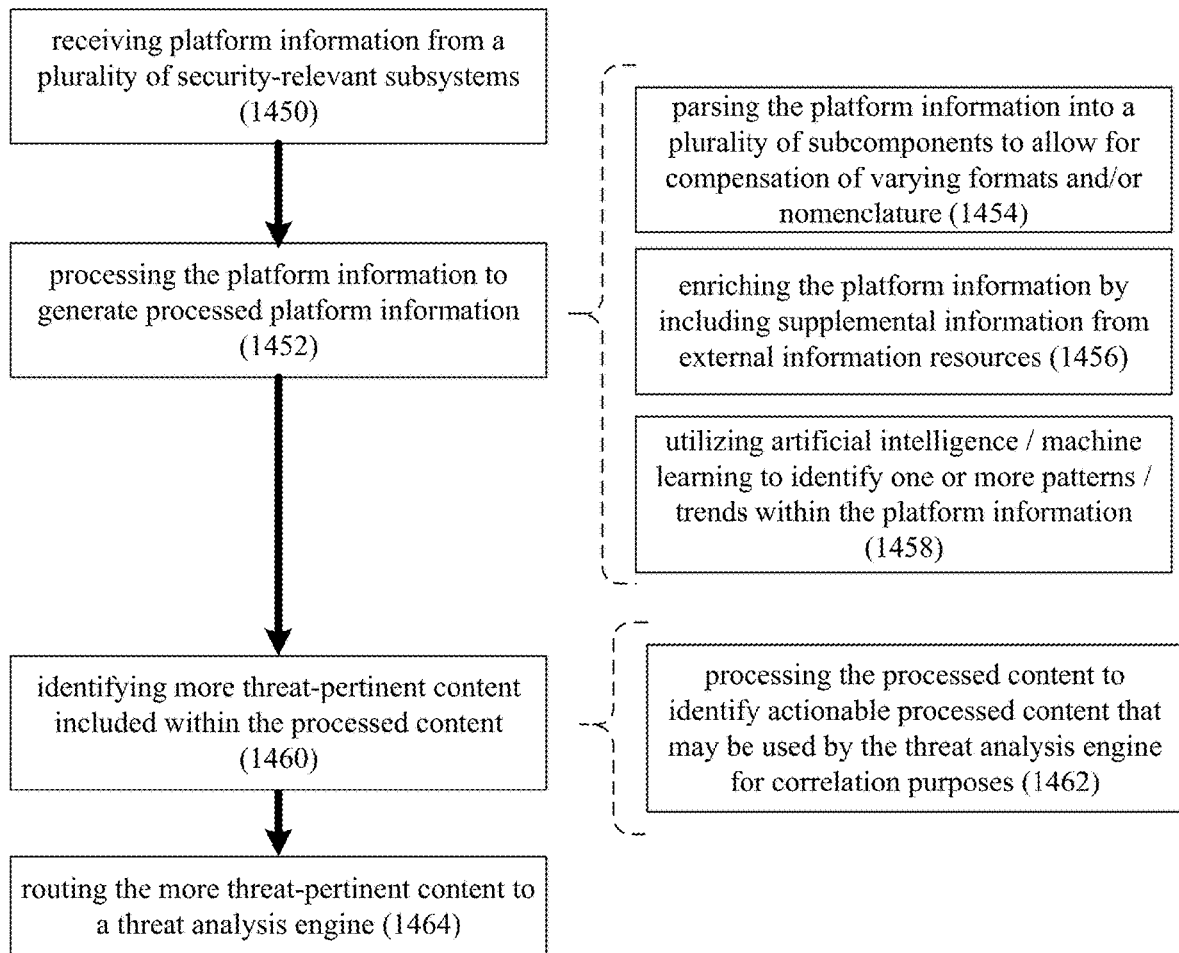 receiving platform information from a
plurality of security-relevant subsystems
(1450)
processing the platform information to
generate processed platform information
(1452)
parsing the platform information into a
plurality of subcomponents to allow for
compensation of varying formats and/or
nomenclature (1454)
enriching the platform information by
including supplemental information from
external information resources (1456)
utilizing artificial intelligence / machine
learning to identify one or more patterns /
trends within the platform information
(1458)
identifying more threat-pertinent content
included within the processed content
(1460)
processing the processed content to
identify actionable processed content that
may be used by the threat analysis engine
for correlation purposes (1462)
routing the more threat-pertinent content to
a threat analysis engine (1464)